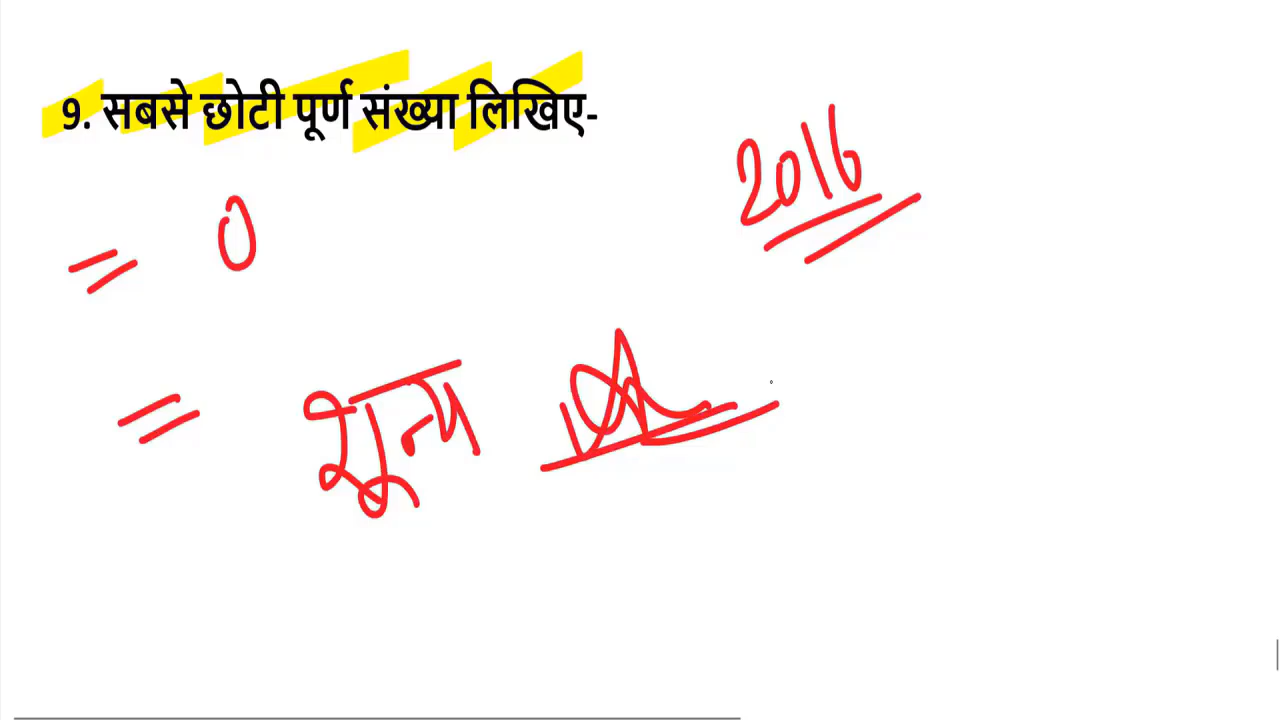 9. सबसे छोटी पूर्ण संख्या लिखिए-
2016
= 0
= शून्य